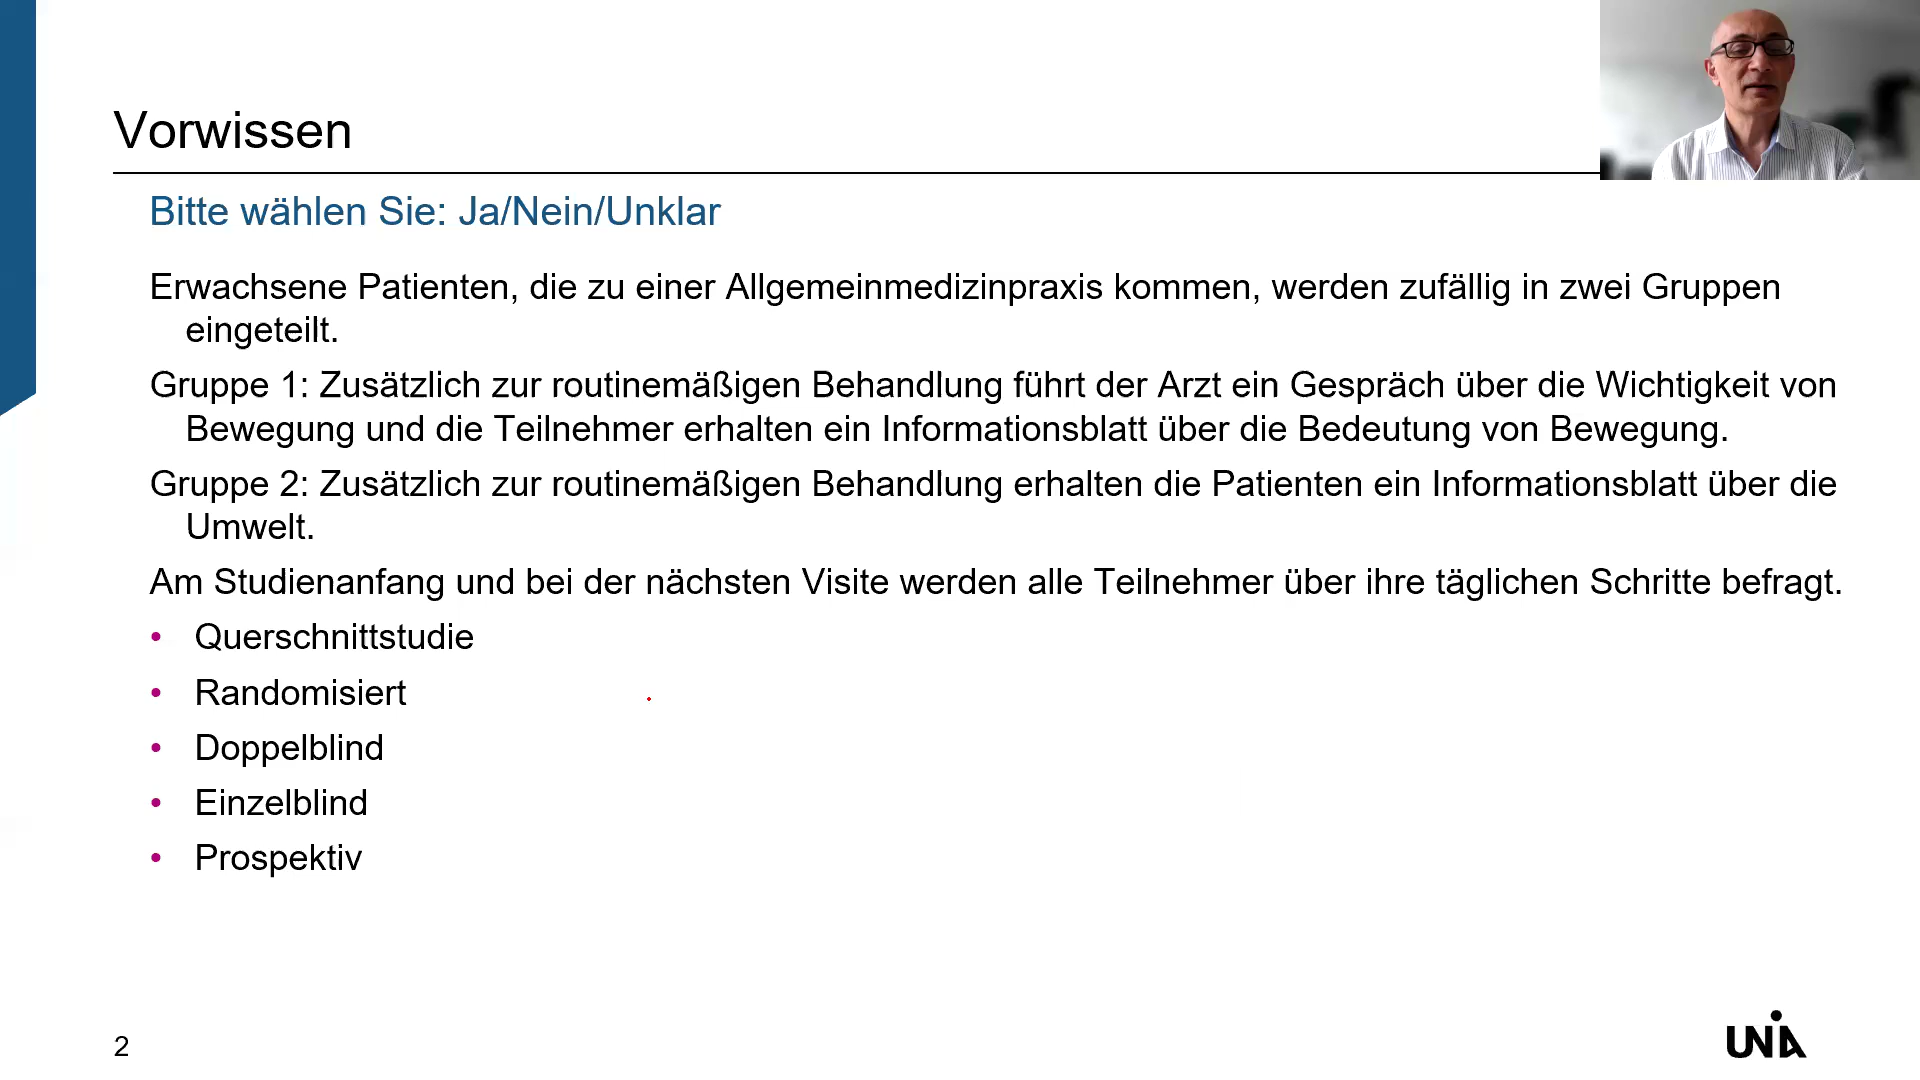 Vorwissen
Bitte wählen Sie: Ja/Nein/Unklar
Erwachsene Patienten, die zu einer Allgemeinmedizinpraxis kommen, werden zufällig in zwei Gruppen
eingeteilt.
Gruppe 1: Zusätzlich zur routinemäßigen Behandlung führt der Arzt ein Gespräch über die Wichtigkeit von
Bewegung und die Teilnehmer erhalten ein Informationsblatt über die Bedeutung von Bewegung.
Gruppe 2: Zusätzlich zur routinemäßigen Behandlung erhalten die Patienten ein Informationsblatt über die
Umwelt.
Am Studienanfang und bei der nächsten Visite werden alle Teilnehmer über ihre täglichen Schritte befragt.
• Querschnittstudie
• Randomisiert
• Doppelblind
• Einzelblind
• Prospektiv
2
UNIA